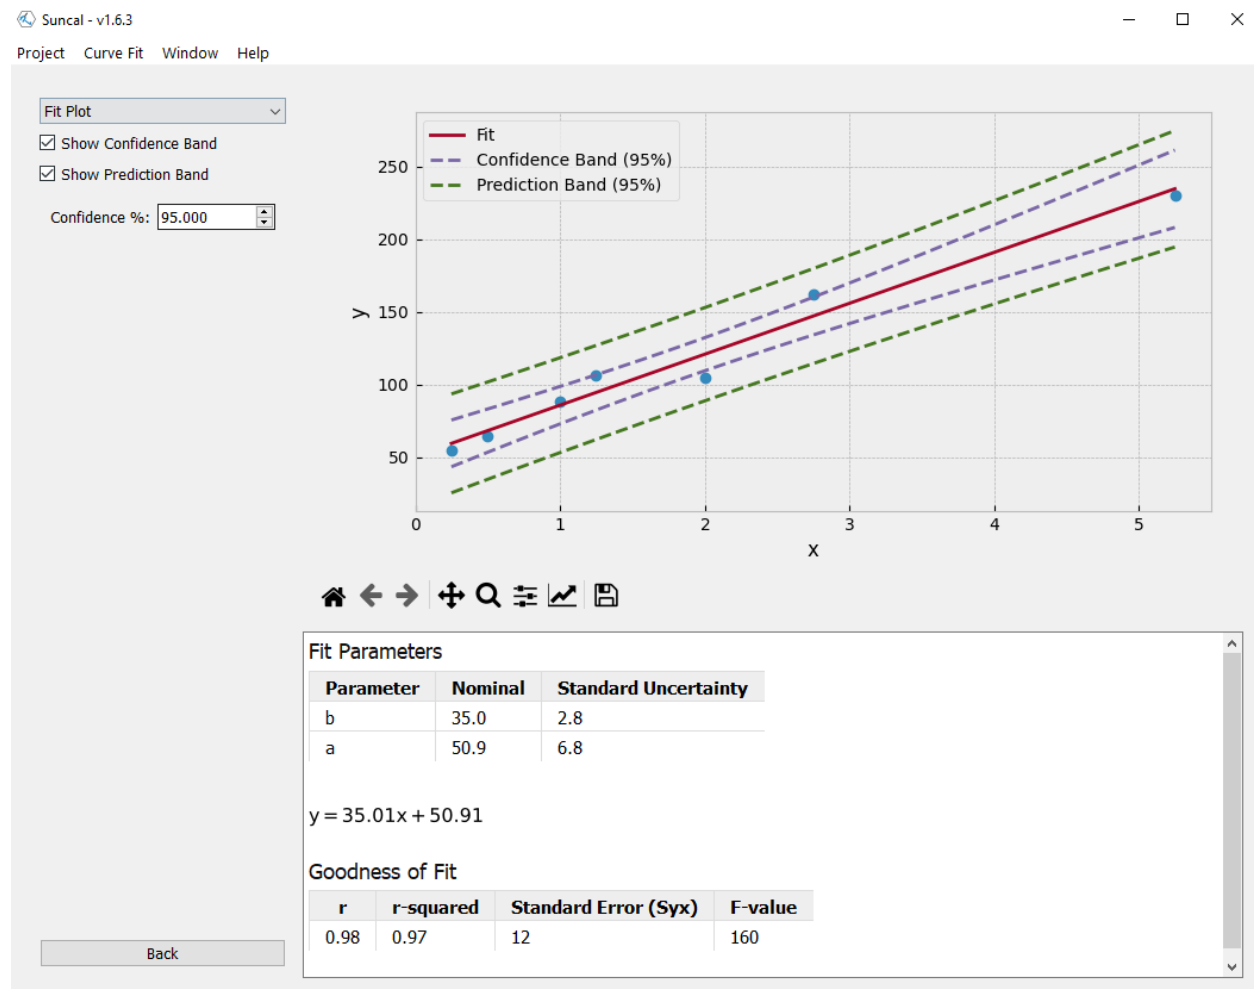 Suncal - v1.6.3
Project Curve Fit Window Help
Fit Plot
Show Confidence Band
Show Prediction Band
Confidence %: 95.000
Fit
Confidence Band (95%)
Prediction Band (95%)
250
200
150
100
50
y
0 1 2 3 4 5
x
Fit Parameters
Parameter Nominal Standard Uncertainty
b 35.0 2.8
a 50.9 6.8
y = 35.01x + 50.91
Goodness of Fit
r r-squared Standard Error (Syx) F-value
0.98 0.97 12 160
Back